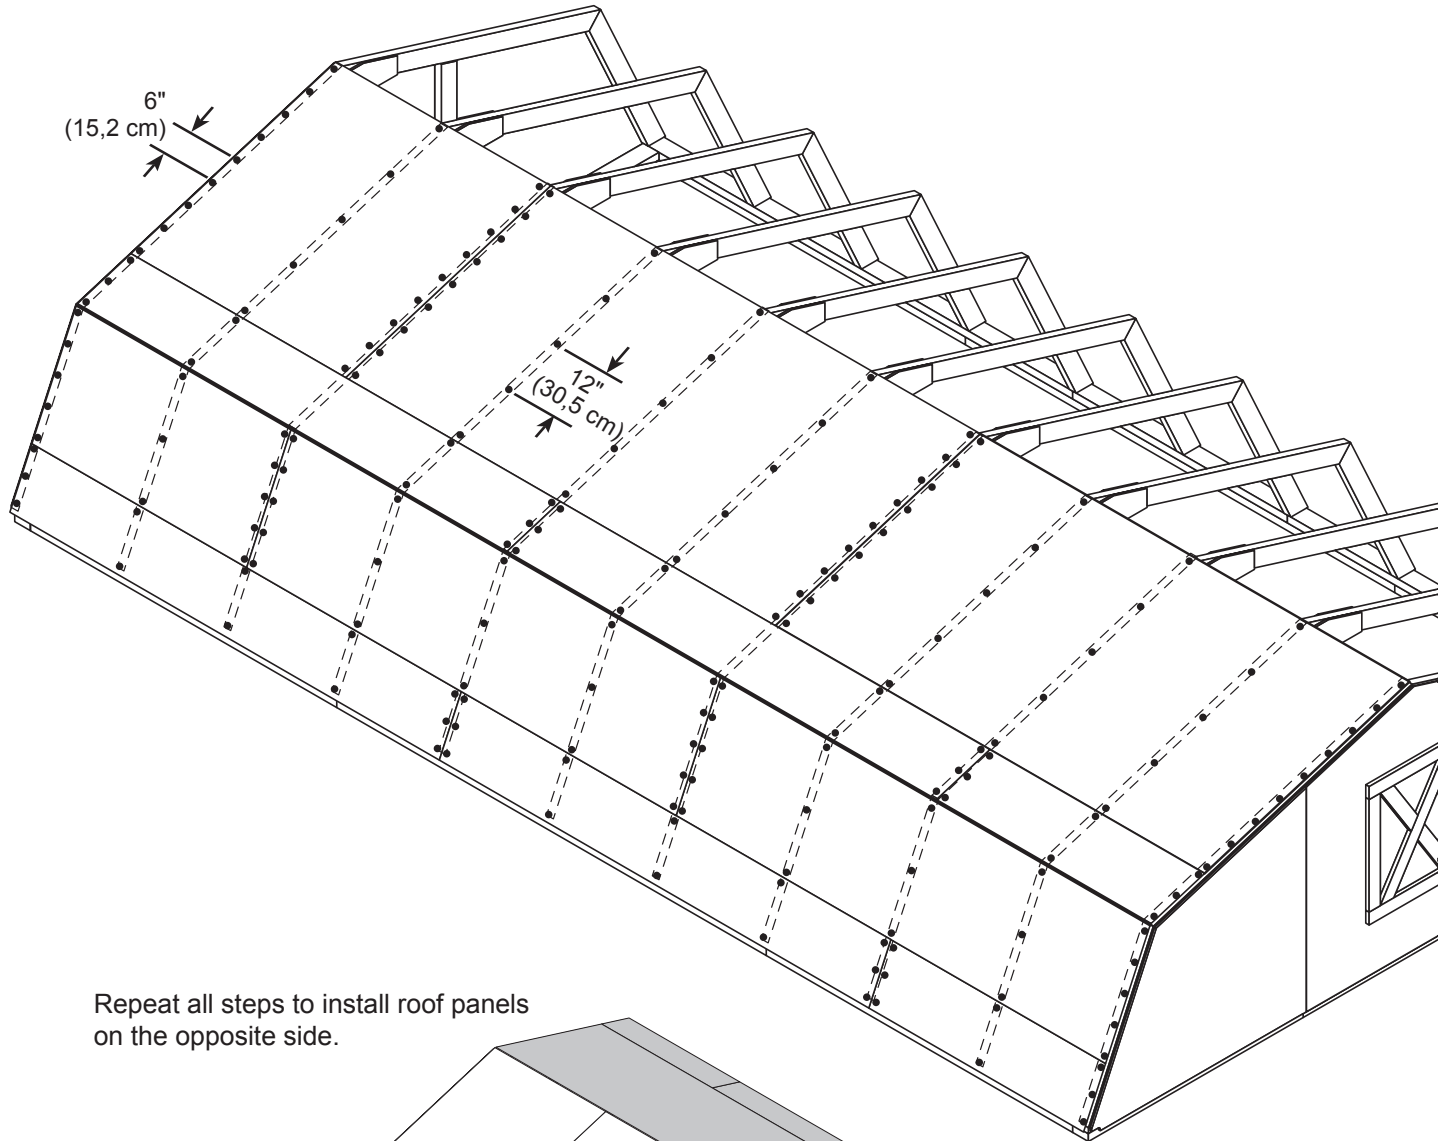 6"
(15,2 cm)
12"
(30,5 cm)
Repeat all steps to install roof panels
on the opposite side.